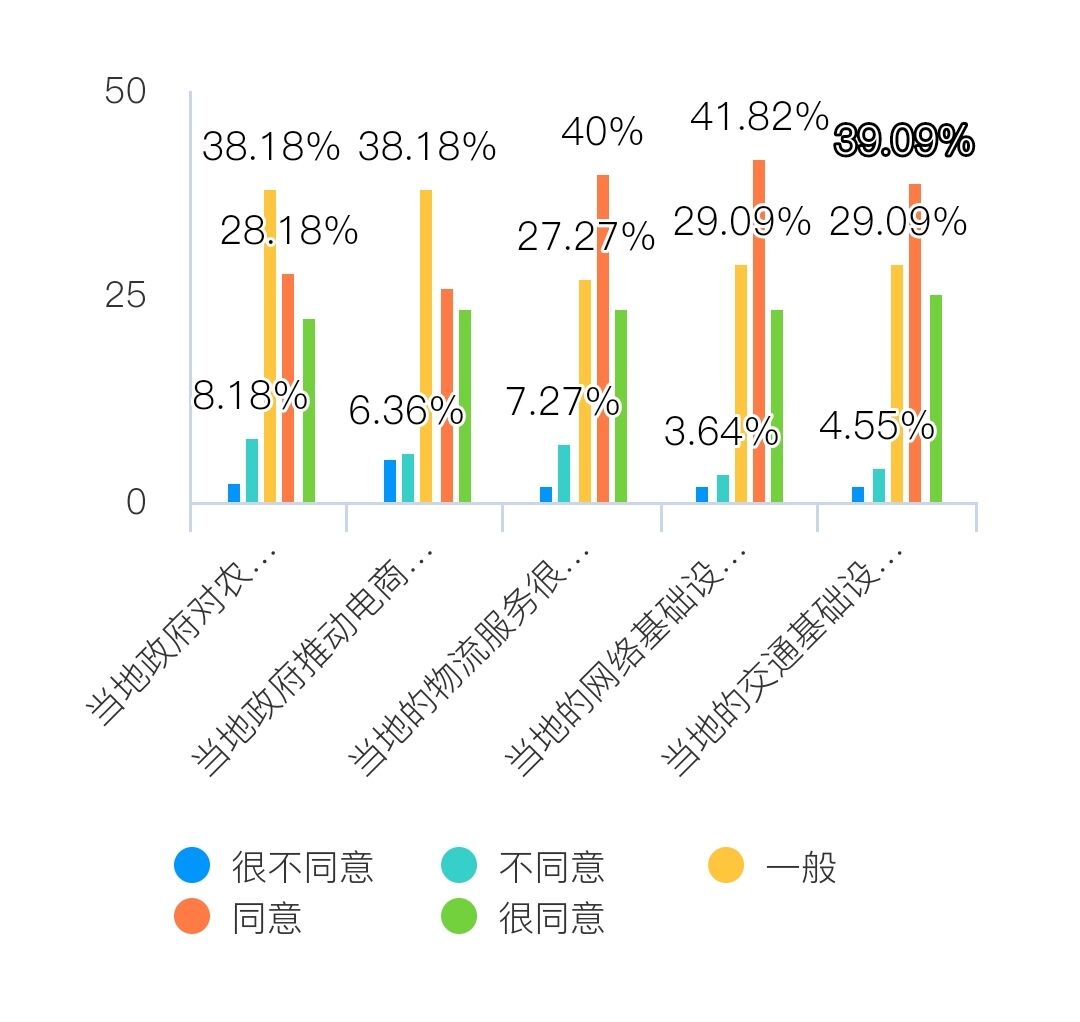 50
41.82%
40%
39.09%
38.18% 38.18%
28.18%
27.27%
29.09% 29.09%
25
8.18%
6.36%
7.27%
3.64%
4.55%
0
当地政府对农...
当地政府推动电商...
当地的物流服务很...
当地的网络基础设...
当地的交通基础设...
很不同意 不同意 一般
同意 很同意